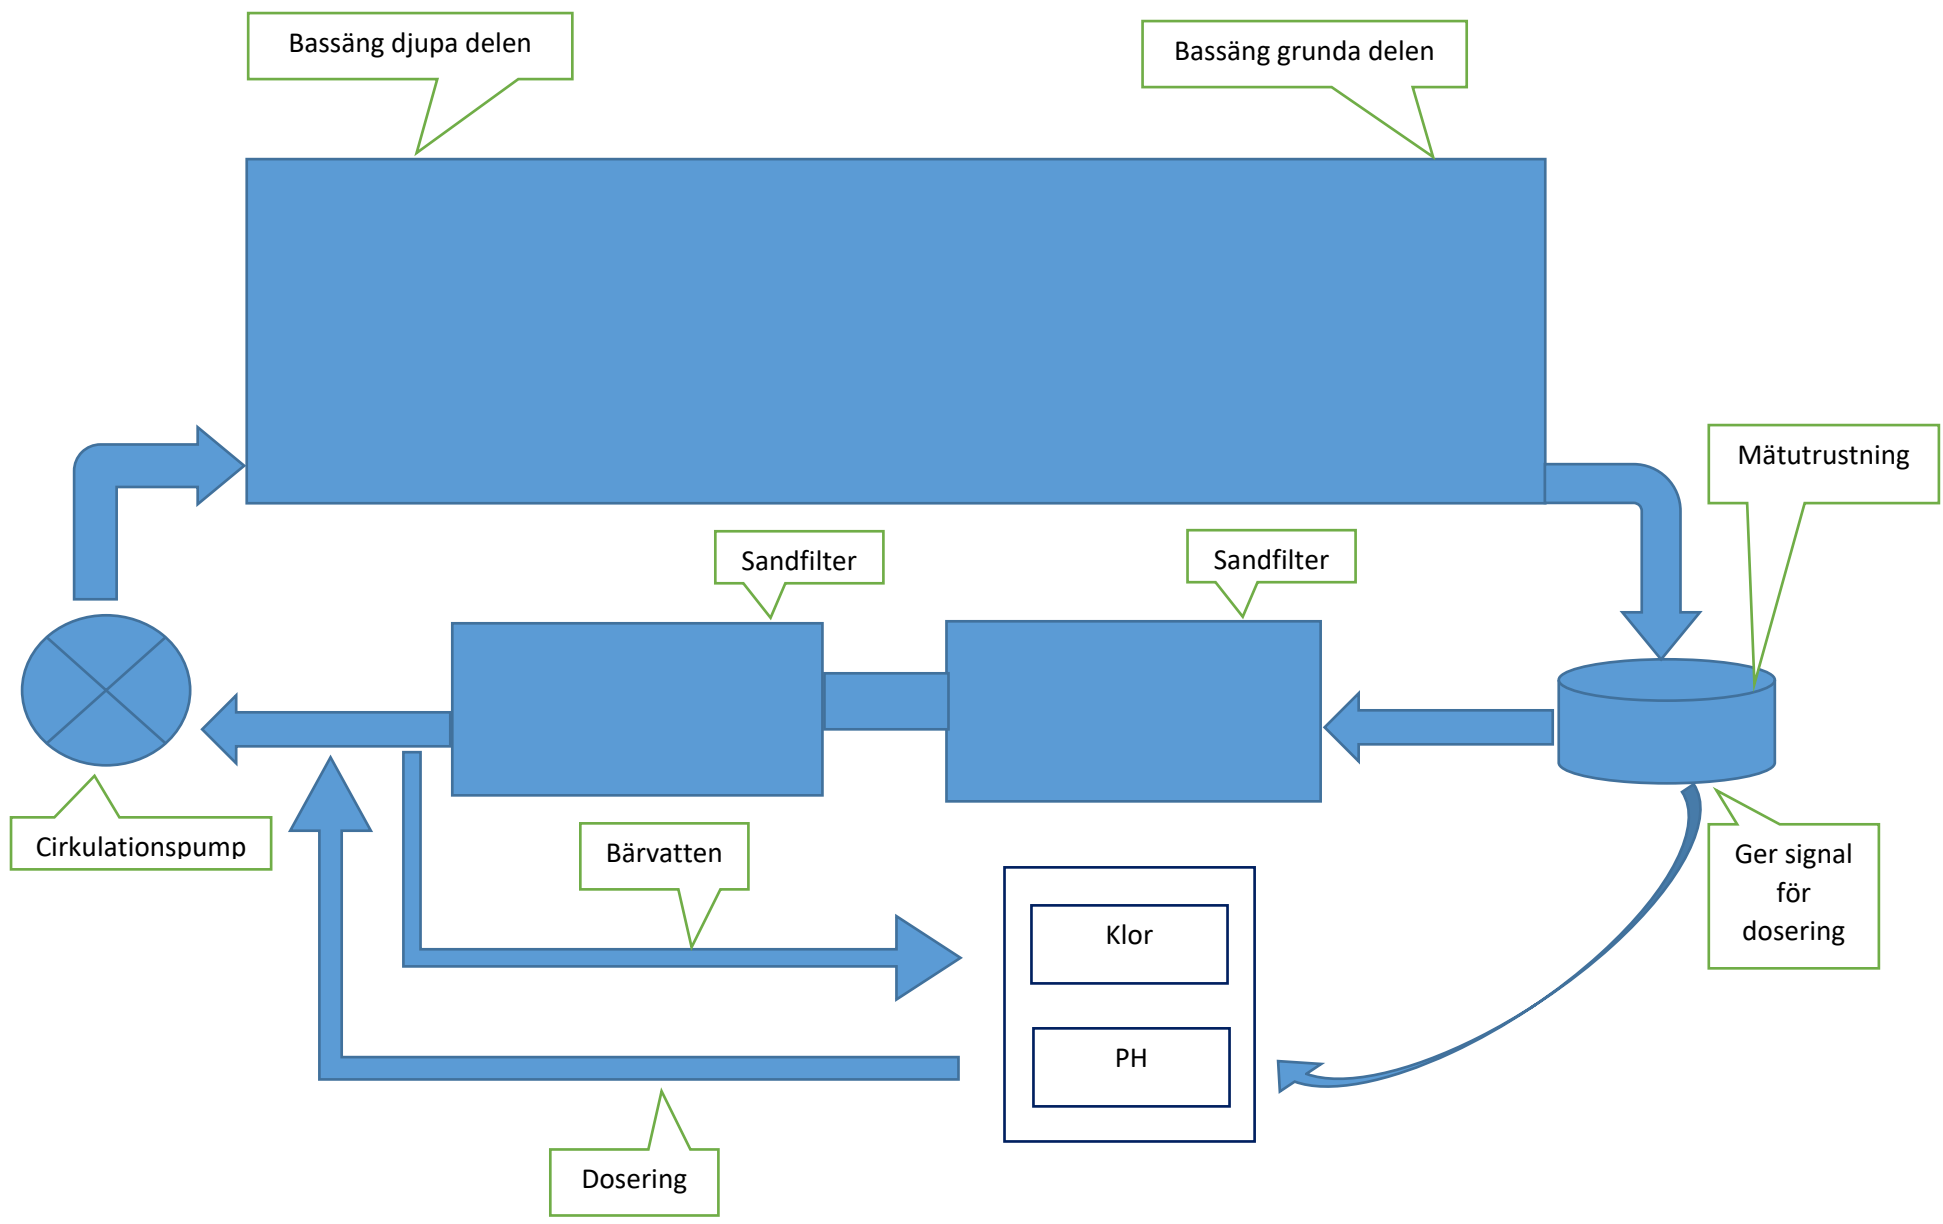 Bassäng djupa delen
Bassäng grunda delen
Mätutrustning
Sandfilter
Sandfilter
Cirkulationspump
Bärvatten
Ger signal
för
dosering
Klor
PH
Dosering